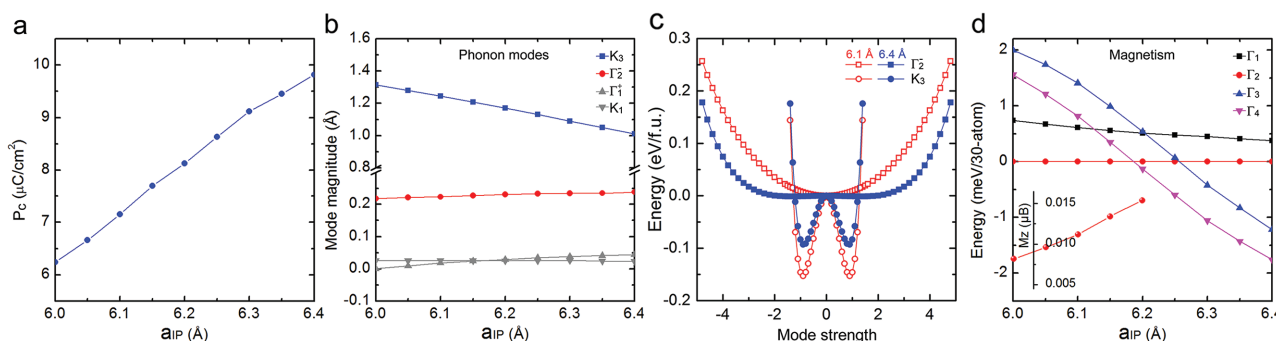 a
10
9
8
7
6
P_C (μC/cm²)
6.0 6.1 6.2 6.3 6.4
a_IP (Å)
b
Phonon modes
K₃
Γ₂⁻
Γ₁⁺
K₁
1.8
1.6
1.4
1.2
1.0
0.2
0.0
-0.1
Mode magnitude (Å)
6.0 6.1 6.2 6.3 6.4
a_IP (Å)
c
6.1 Å 6.4 Å
Γ₂⁻
K₃
0.3
0.2
0.1
0.0
-0.1
0.2
Energy (eV/f.u.)
-4 -2 0 2 4
Mode strength
d
Magnetism
Γ₁
Γ₂
Γ₃
Γ₄
2
1
0
-1
-2
Energy (meV/30-atom)
0.015
0.010
0.005
Mz (μB)
6.0 6.1 6.2 6.3 6.4
a_IP (Å)